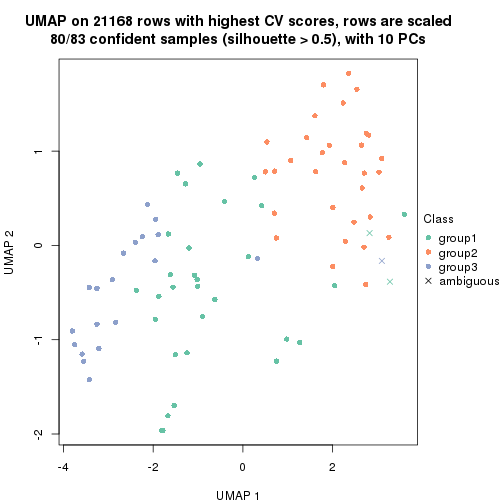 UMAP on 21168 rows with highest CV scores, rows are scaled
80/83 confident samples (silhouette > 0.5), with 10 PCs
UMAP 2
1
0
-1
-2
-4
-2
0
2
UMAP 1
Class
group1
group2
group3
ambiguous